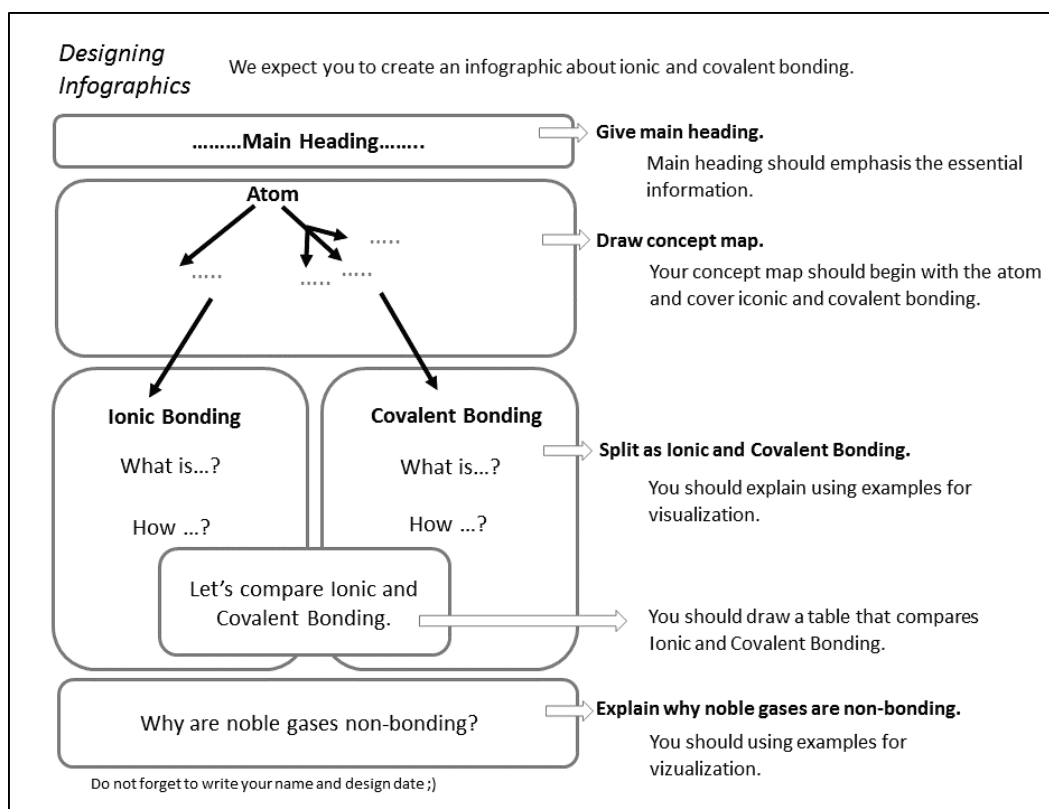 Designing
Infographics
We expect you to create an infographic about ionic and covalent bonding.
………Main Heading……..
Give main heading.
Main heading should emphasis the essential
information.
Atom
.....
.....
.....
.....
Draw concept map.
Your concept map should begin with the atom
and cover iconic and covalent bonding.
Ionic Bonding
What is…?
How …?
Covalent Bonding
What is…?
How …?
Split as Ionic and Covalent Bonding.
You should explain using examples for
visualization.
Let’s compare Ionic and
Covalent Bonding.
You should draw a table that compares
Ionic and Covalent Bonding.
Why are noble gases non-bonding?
Explain why noble gases are non-bonding.
You should using examples for
vizualization.
Do not forget to write your name and design date ;)